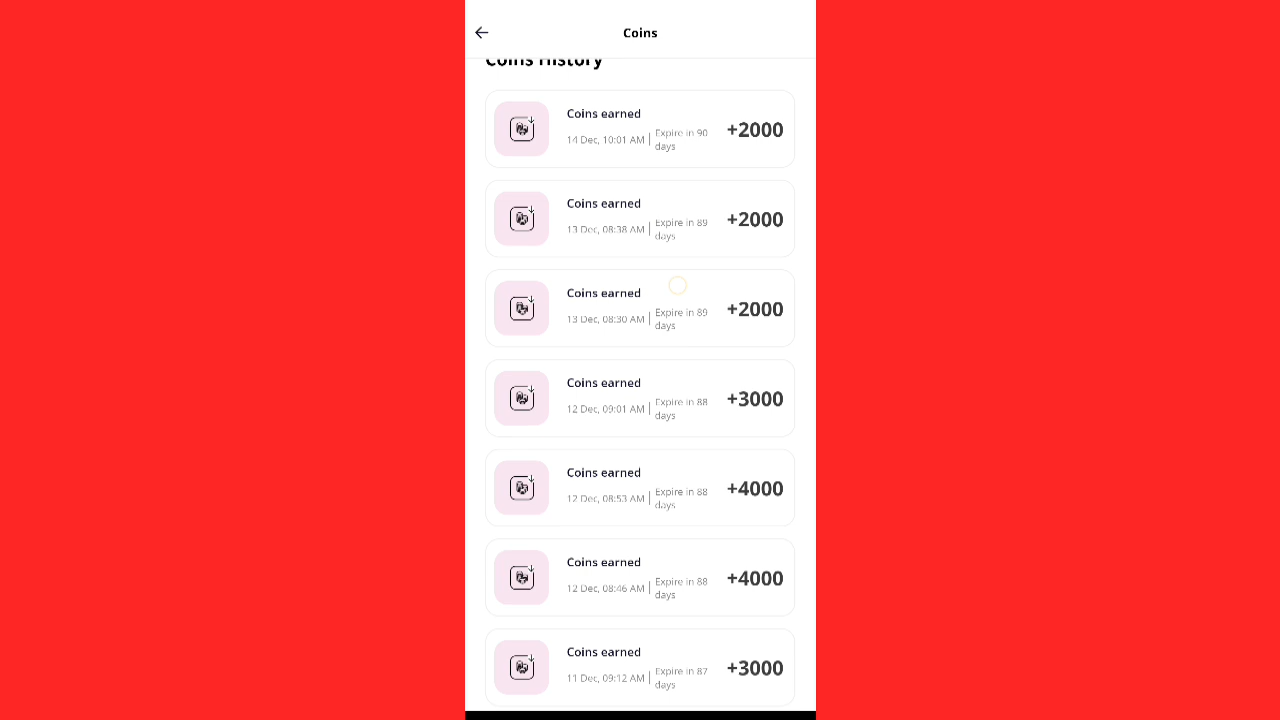 Coins
Coins History
Coins earned
14 Dec, 10:01 AM | Expire in 90
days
+2000
Coins earned
13 Dec, 08:38 AM | Expire in 89
days
+2000
Coins earned
13 Dec, 08:30 AM | Expire in 89
days
+2000
Coins earned
12 Dec, 09:01 AM | Expire in 88
days
+3000
Coins earned
12 Dec, 08:53 AM | Expire in 88
days
+4000
Coins earned
12 Dec, 08:46 AM | Expire in 88
days
+4000
Coins earned
11 Dec, 09:12 AM | Expire in 87
days
+3000